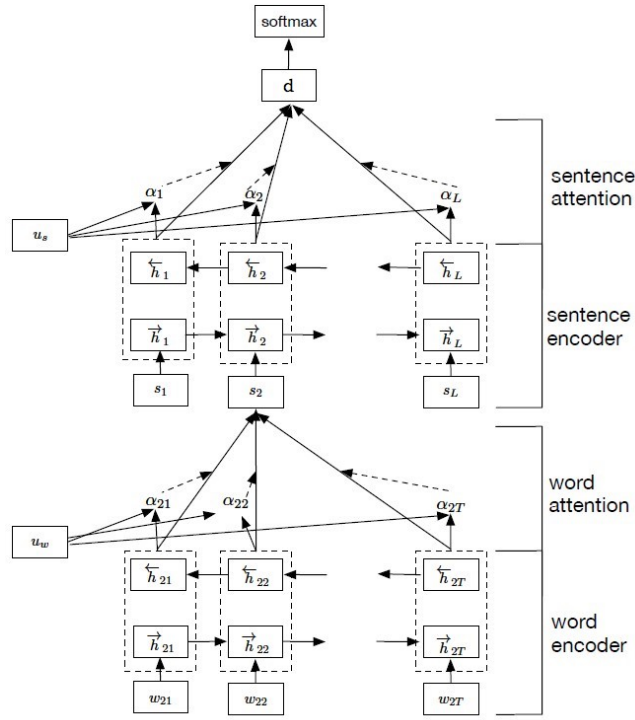 softmax
d
α1 α2 αL
sentence
attention
us
←h 1 ←h 2 ←h L
sentence
encoder
→h 1 →h 2 →h L
s1 s2 sL
word
attention
α21 α22 α2T
uw
←h 21 ←h 22 ←h 2T
word
encoder
→h 21 →h 22 →h 2T
w21 w22 w2T